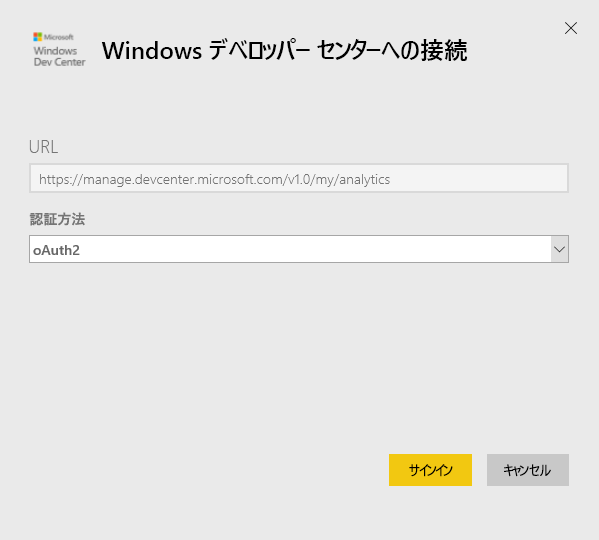 Microsoft
Windows
Dev Center
Windows デベロッパー センターへの接続
URL
https://manage.devcenter.microsoft.com/v1.0/my/analytics
認証方法
oAuth2
サインイン
キャンセル